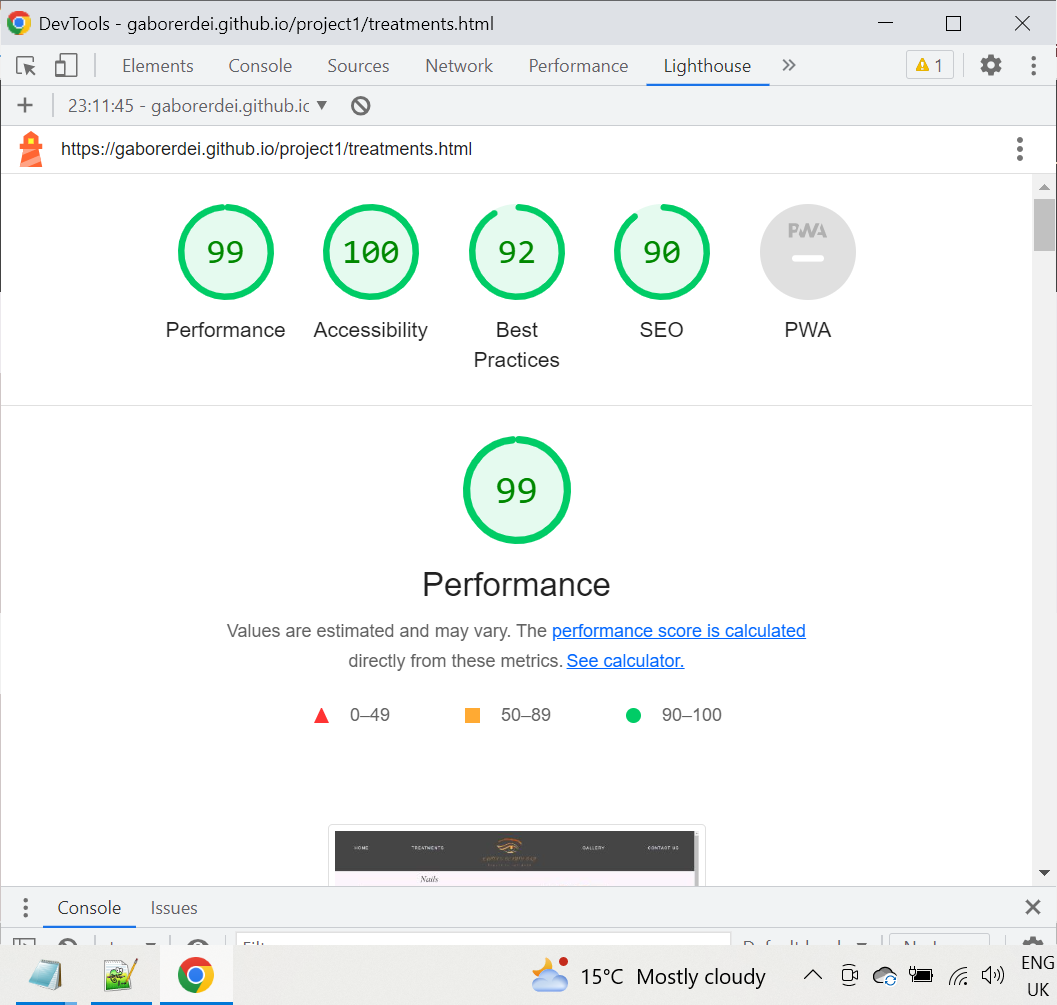 DevTools - gaborerdei.github.io/project1/treatments.html
Elements Console Sources Network Performance Lighthouse 1
23:11:45 - gaborerdei.github.io
https://gaborerdei.github.io/project1/treatments.html
99 100 92 90 PWA
Performance Accessibility Best Practices SEO PWA
99
Performance
Values are estimated and may vary. The performance score is calculated
directly from these metrics. See calculator.
0–49 50–89 90–100
HOME TREATMENTS GALLERY CONTACT US
Nails
Console Issues
15°C Mostly cloudy ENG
UK